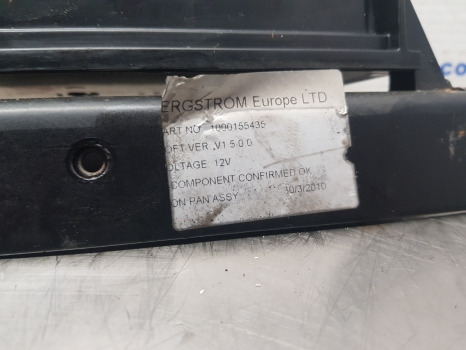 ERGSTROM Europe LTD
ART NO 1000155435
OFT VER .V1 5 0 0
OLTAGE 12V
COMPONENT CONFIRMED OK
ON PAN ASSY 30/3/2010